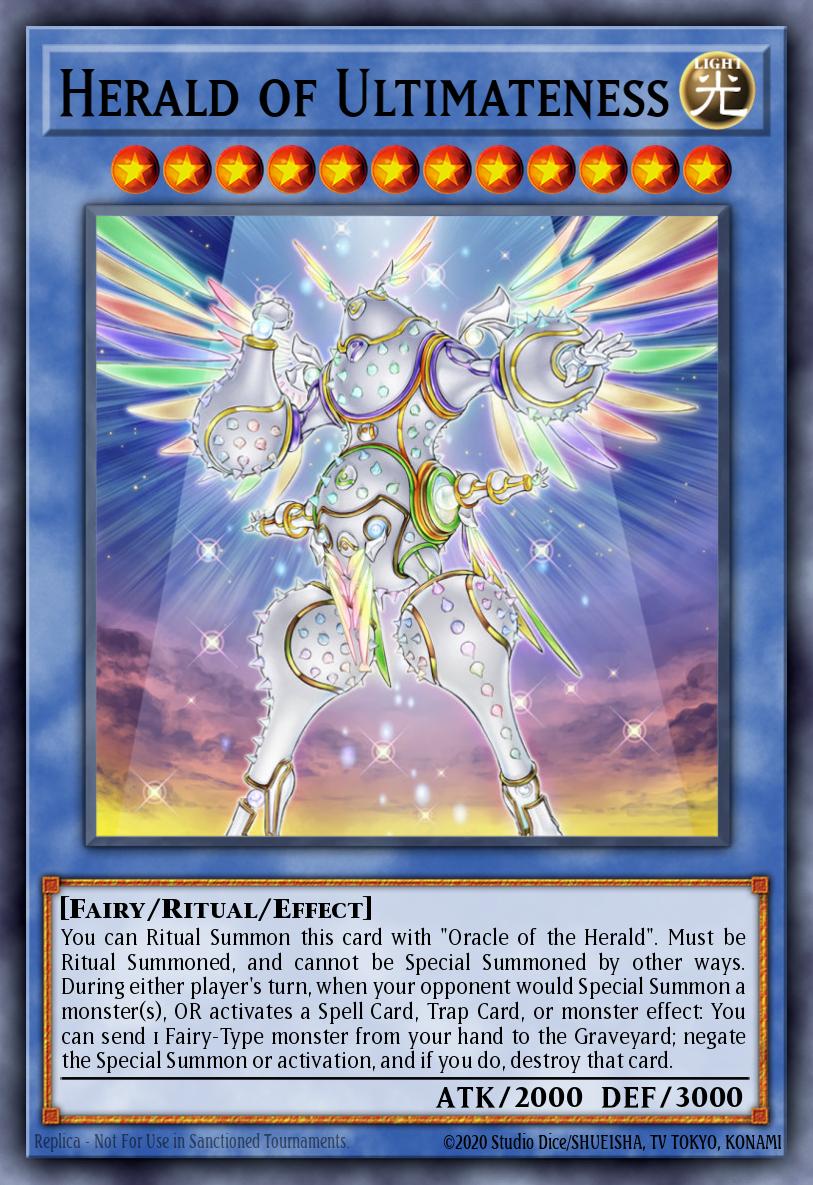 Herald of Ultimateness
LIGHT
光
[Fairy/Ritual/Effect]
You can Ritual Summon this card with "Oracle of the Herald". Must be
Ritual Summoned, and cannot be Special Summoned by other ways.
During either player's turn, when your opponent would Special Summon a
monster(s), OR activates a Spell Card, Trap Card, or monster effect: You
can send 1 Fairy-Type monster from your hand to the Graveyard; negate
the Special Summon or activation, and if you do, destroy that card.
ATK/2000 DEF/3000
Replica - Not For Use in Sanctioned Tournaments.
©2020 Studio Dice/SHUEISHA, TV TOKYO, KONAMI